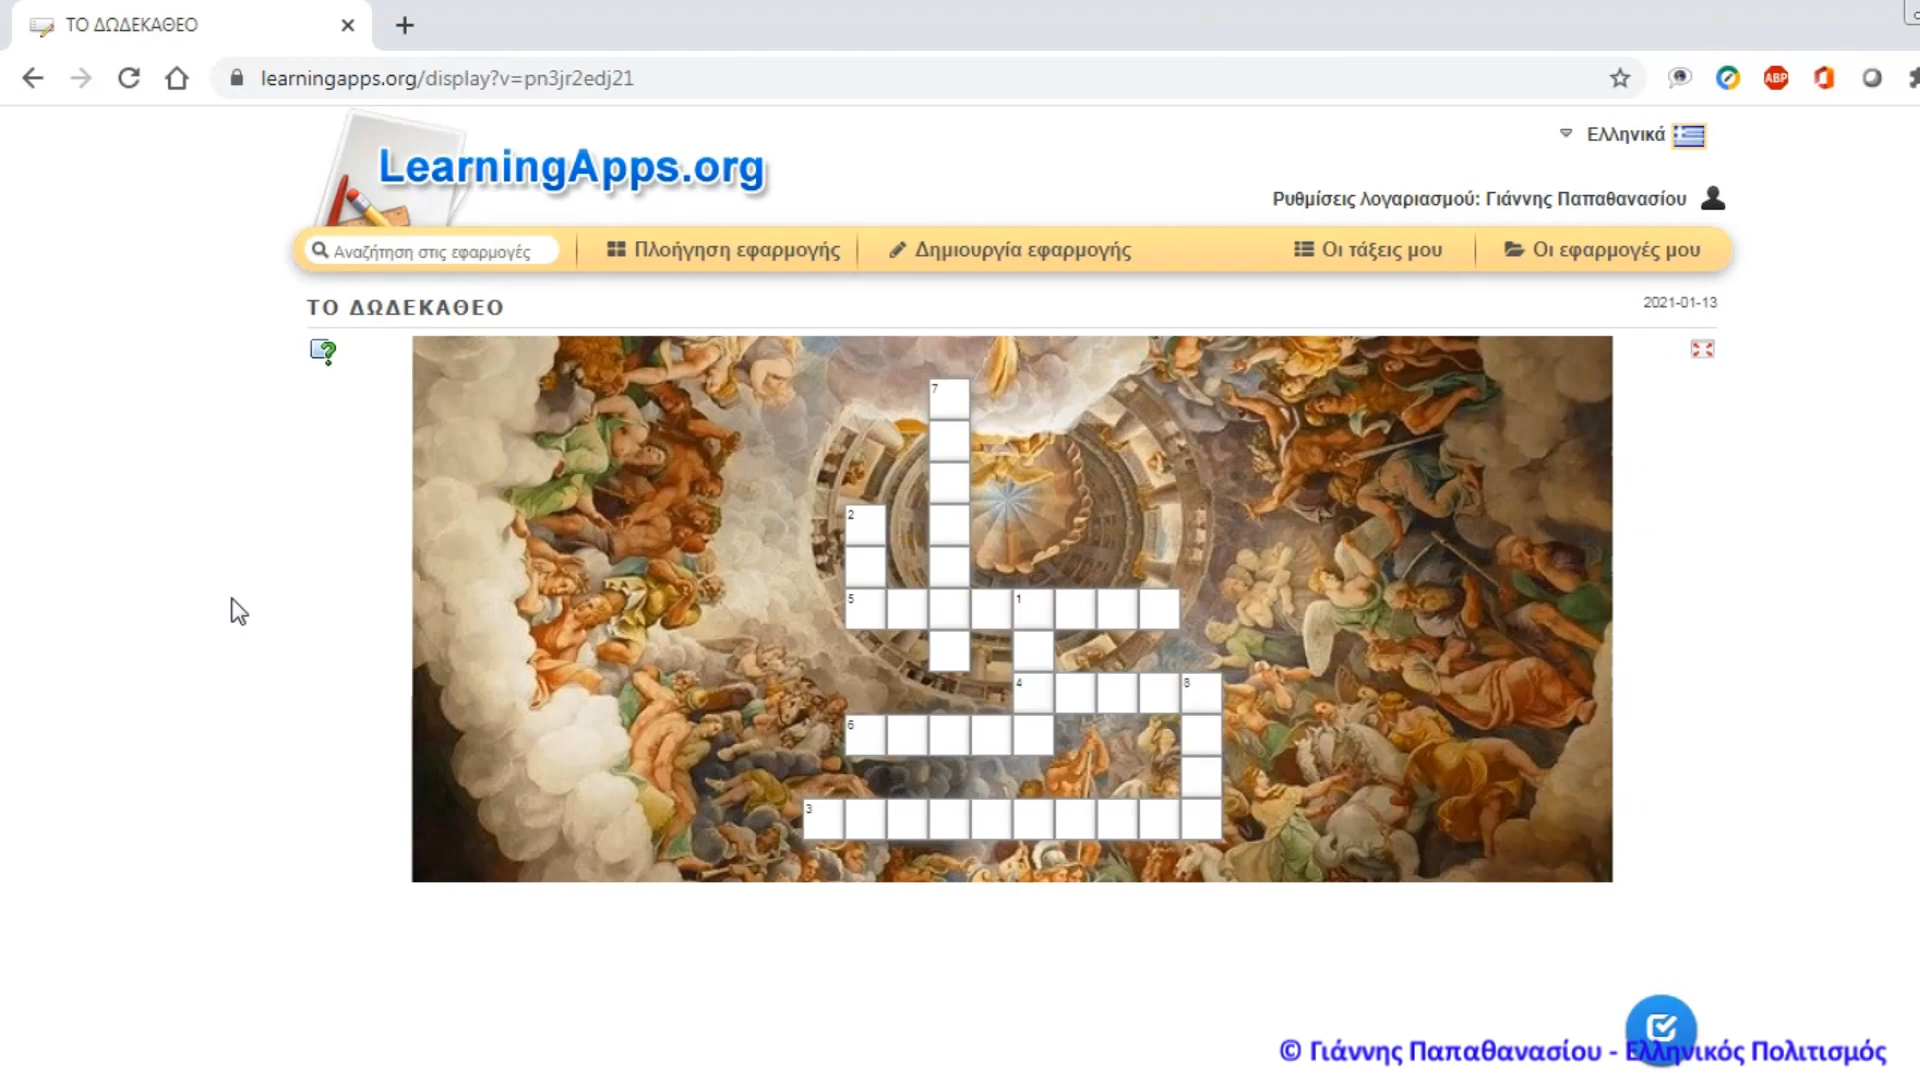 ΤΟ ΔΩΔΕΚΑΘΕΟ
learningapps.org/display?v=pn3jr2edj21
ABP
LearningApps.org
Ελληνικά
Ρυθμίσεις λογαριασμού: Γιάννης Παπαθανασίου
Αναζήτηση στις εφαρμογές
Πλοήγηση εφαρμογής
Δημιουργία εφαρμογής
Οι τάξεις μου
Οι εφαρμογές μου
ΤΟ ΔΩΔΕΚΑΘΕΟ
2021-01-13
7
2
5 1
4 8
6
3
© Γιάννης Παπαθανασίου - Ελληνικός Πολιτισμός